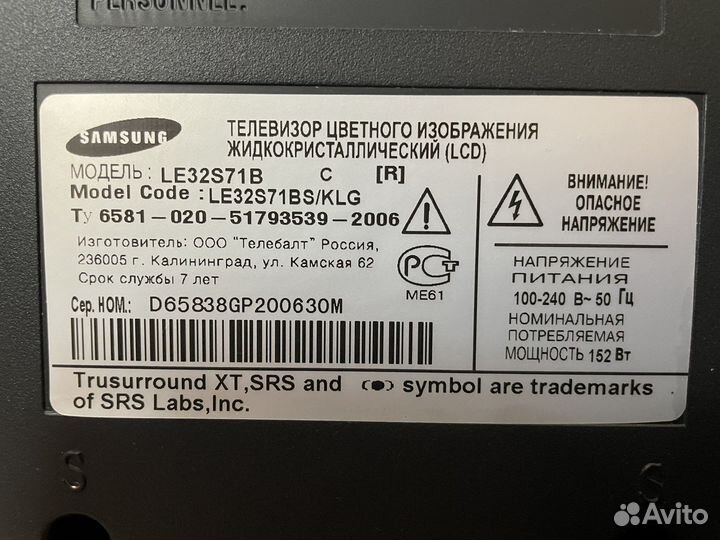 PERSONNEL.
SAMSUNG
ТЕЛЕВИЗОР ЦВЕТНОГО ИЗОБРАЖЕНИЯ
ЖИДКОКРИСТАЛЛИЧЕСКИЙ (LCD)
МОДЕЛЬ : LE32S71B C [R]
Model Code : LE32S71BS/KLG
Ту 6581-020-51793539-2006
Изготовитель: ООО "Телебалт" Россия,
236005 г. Калининград, ул. Камская 62
Срок службы 7 лет
РСТ
ME61
Сер. НОМ.: D65838GP200630M
ВНИМАНИЕ!
ОПАСНОЕ
НАПРЯЖЕНИЕ
НАПРЯЖЕНИЕ
ПИТАНИЯ
100-240 В~ 50 Гц
НОМИНАЛЬНАЯ
ПОТРЕБЛЯЕМАЯ
МОЩНОСТЬ 152 Вт
Trusurround XT,SRS and (●) symbol are trademarks
of SRS Labs,Inc.
S S
Avito